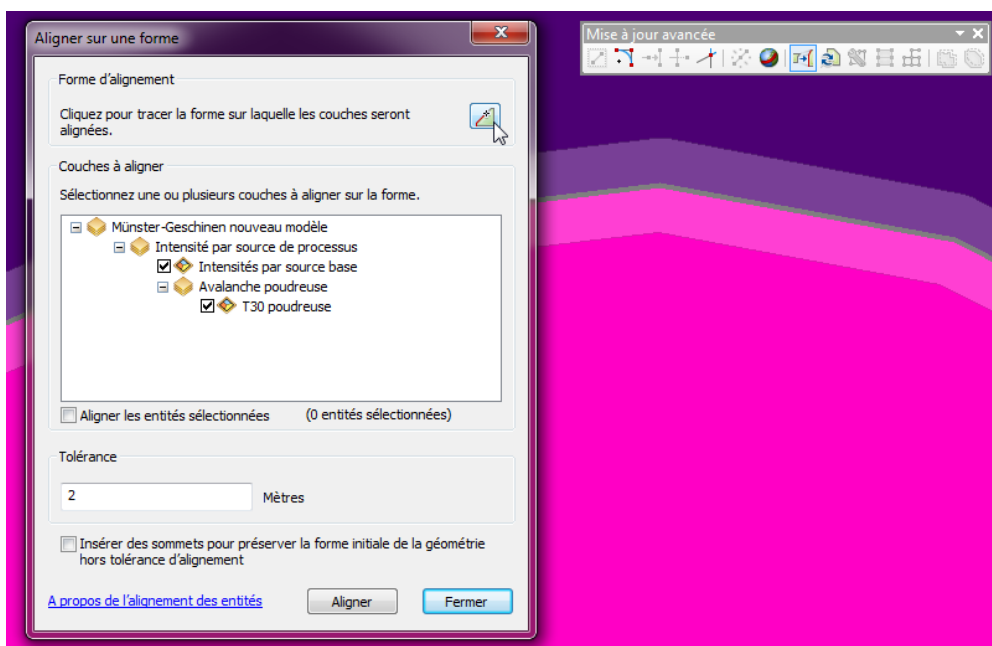 Aligner sur une forme
Mise à jour avancée
Forme d'alignement
Cliquez pour tracer la forme sur laquelle les couches seront
alignées.
Couches à aligner
Sélectionnez une ou plusieurs couches à aligner sur la forme.
Münster-Geschinen nouveau modèle
Intensité par source de processus
Intensités par source base
Avalanche poudreuse
T30 poudreuse
Aligner les entités sélectionnées (0 entités sélectionnées)
Tolérance
2 Mètres
Insérer des sommets pour préserver la forme initiale de la géométrie
hors tolérance d'alignement
A propos de l'alignement des entités Aligner Fermer